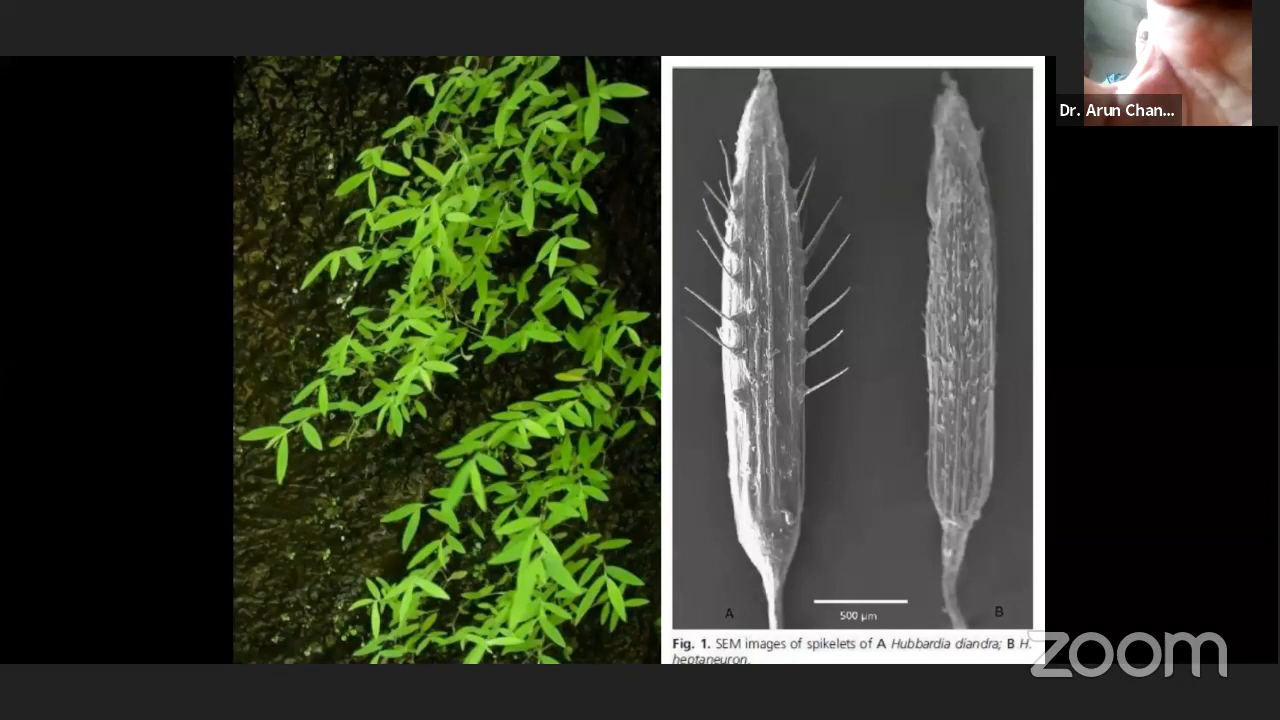 Dr. Arun Chan...
A
B
500 µm
Fig. 1. SEM images of spikelets of A Hubbardia diandra; B H.
heptaneuron.
zoom